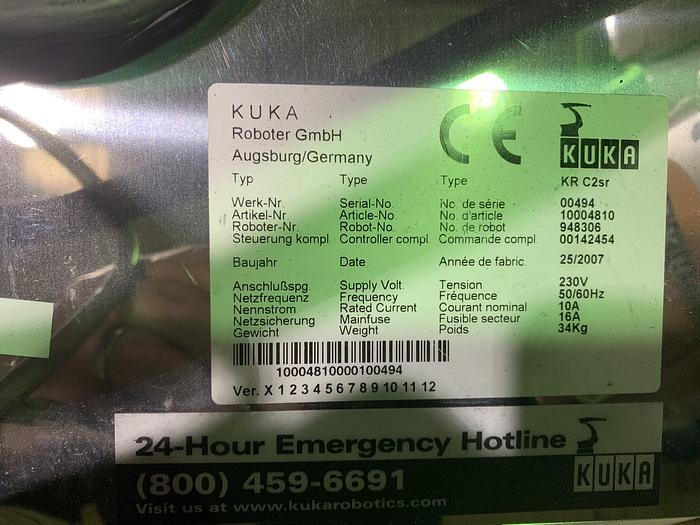 KUKA
Roboter GmbH
Augsburg/Germany
CE
KUKA
Typ Type Type KR C2sr
Werk-Nr. Serial-No. No. de série 00494
Artikel-Nr. Article-No. No. d'article 10004810
Roboter-Nr. Robot-No. No. de robot 948306
Steuerung kompl. Controller compl. Commande compl. 00142454
Baujahr Date Année de fabric. 25/2007
Anschlußspg. Supply Volt. Tension 230V
Netzfrequenz Frequency Fréquence 50/60Hz
Nennstrom Rated Current Courant nominal 10A
Netzsicherung Mainfuse Fusible secteur 16A
Gewicht Weight Poids 34Kg
10004810000100494
Ver. X 1 2 3 4 5 6 7 8 9 10 11 12
24-Hour Emergency Hotline
(800) 459-6691
Visit us at www.kukarobotics.com
KUKA